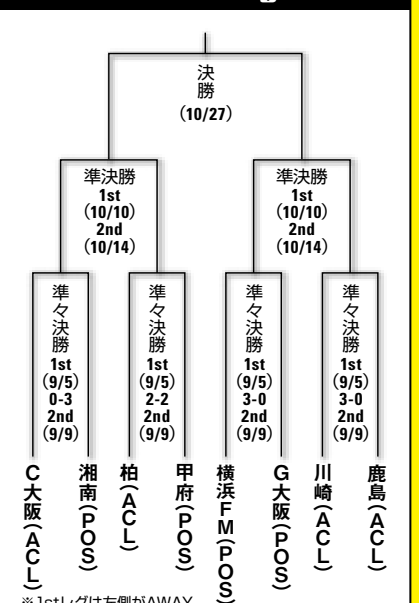 決勝
(10/27)
準決勝
1st
(10/10)
2nd
(10/14)
準決勝
1st
(10/10)
2nd
(10/14)
準々決勝
1st
(9/5)
0-3
2nd
(9/9)
準々決勝
1st
(9/5)
2-2
2nd
(9/9)
準々決勝
1st
(9/5)
3-0
2nd
(9/9)
準々決勝
1st
(9/5)
3-0
2nd
(9/9)
C大阪(ACL)
湘南(POS)
柏(ACL)
甲府(POS)
横浜FM(POS)
G大阪(POS)
川崎(ACL)
鹿島(ACL)